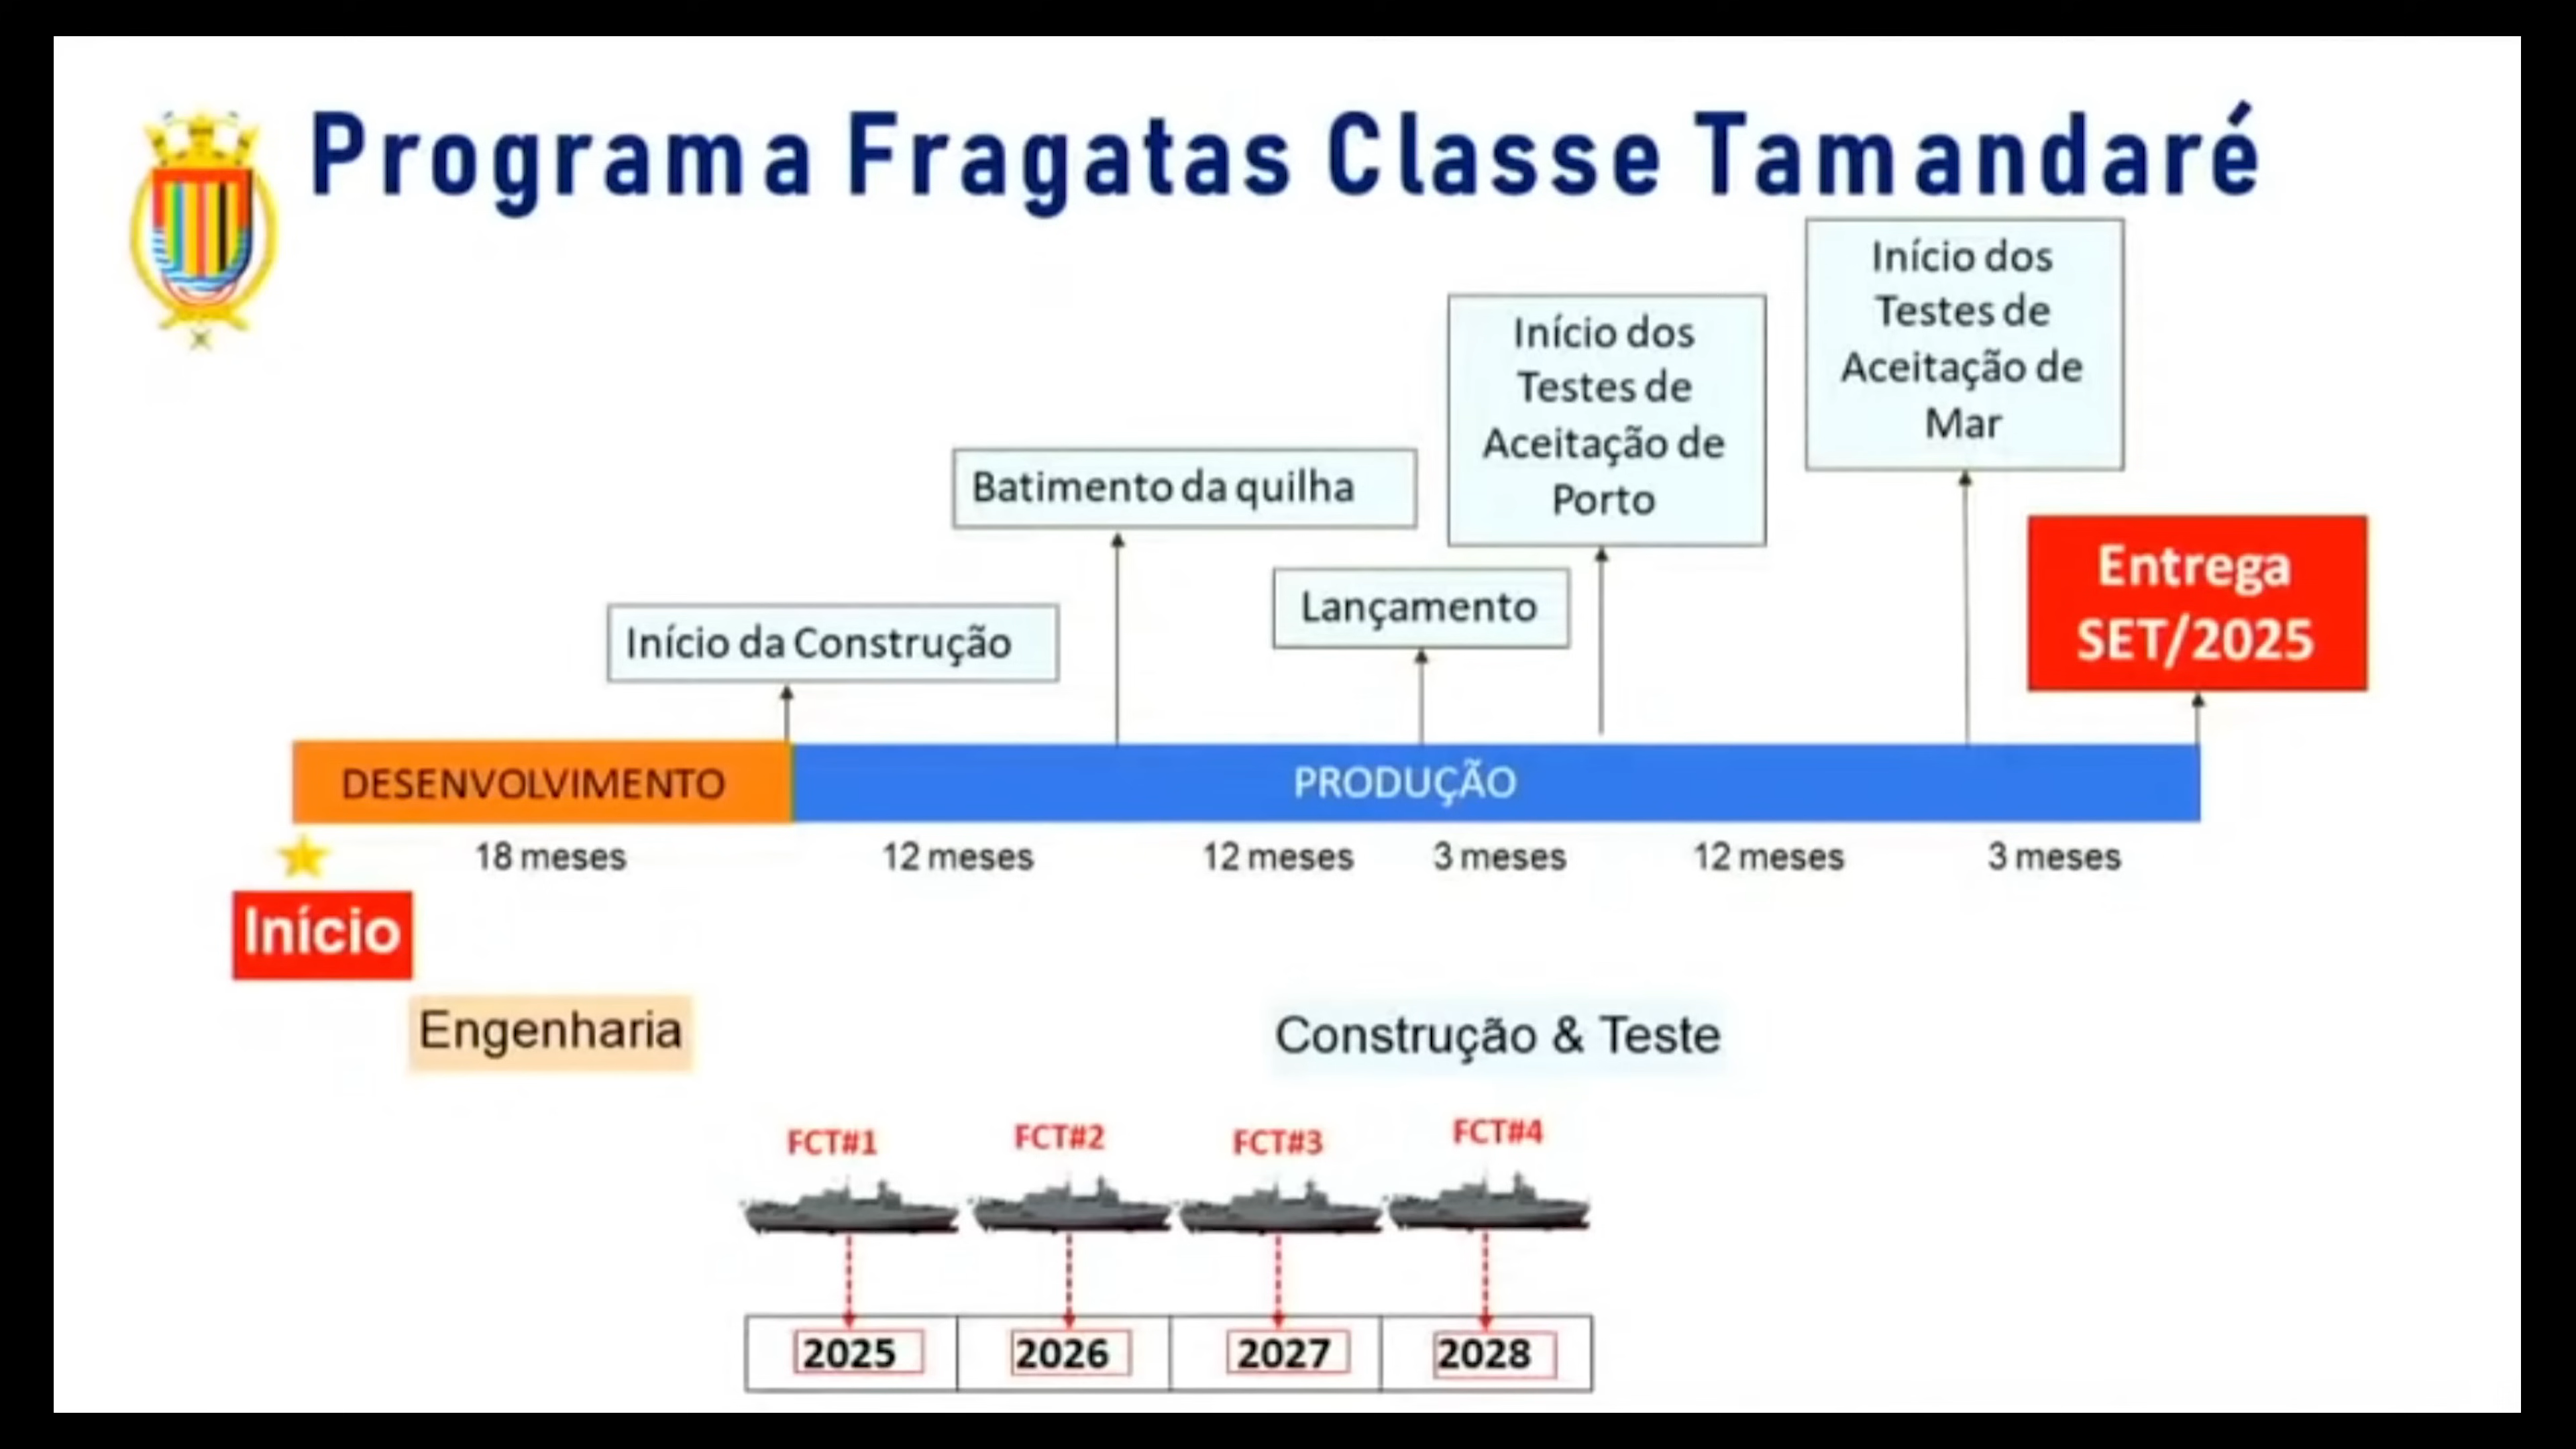 Programa Fragatas Classe Tamandaré
Início dos
Testes de
Aceitação de
Mar
Início dos
Testes de
Aceitação de
Porto
Batimento da quilha
Lançamento
Início da Construção
Entrega
SET/2025
DESENVOLVIMENTO
PRODUÇÃO
18 meses
12 meses
12 meses
3 meses
12 meses
3 meses
Início
Engenharia
Construção & Teste
FCT#1
FCT#2
FCT#3
FCT#4
2025
2026
2027
2028